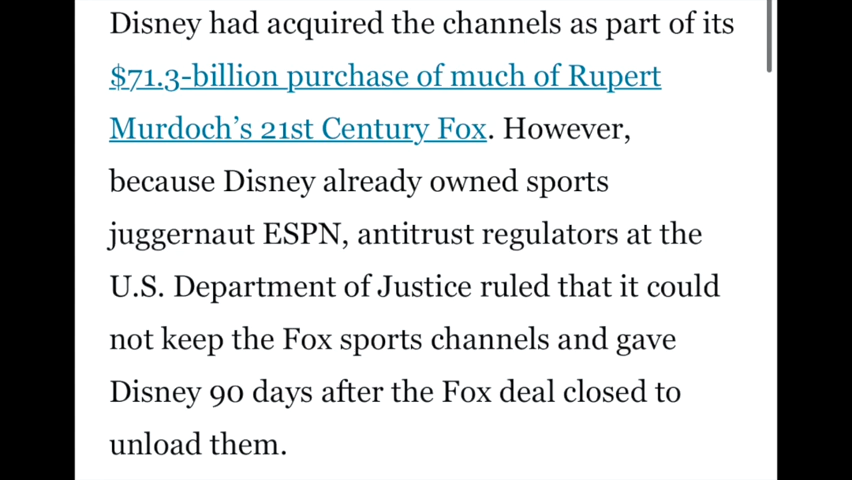 Disney had acquired the channels as part of its
$71.3-billion purchase of much of Rupert
Murdoch’s 21st Century Fox. However,
because Disney already owned sports
juggernaut ESPN, antitrust regulators at the
U.S. Department of Justice ruled that it could
not keep the Fox sports channels and gave
Disney 90 days after the Fox deal closed to
unload them.